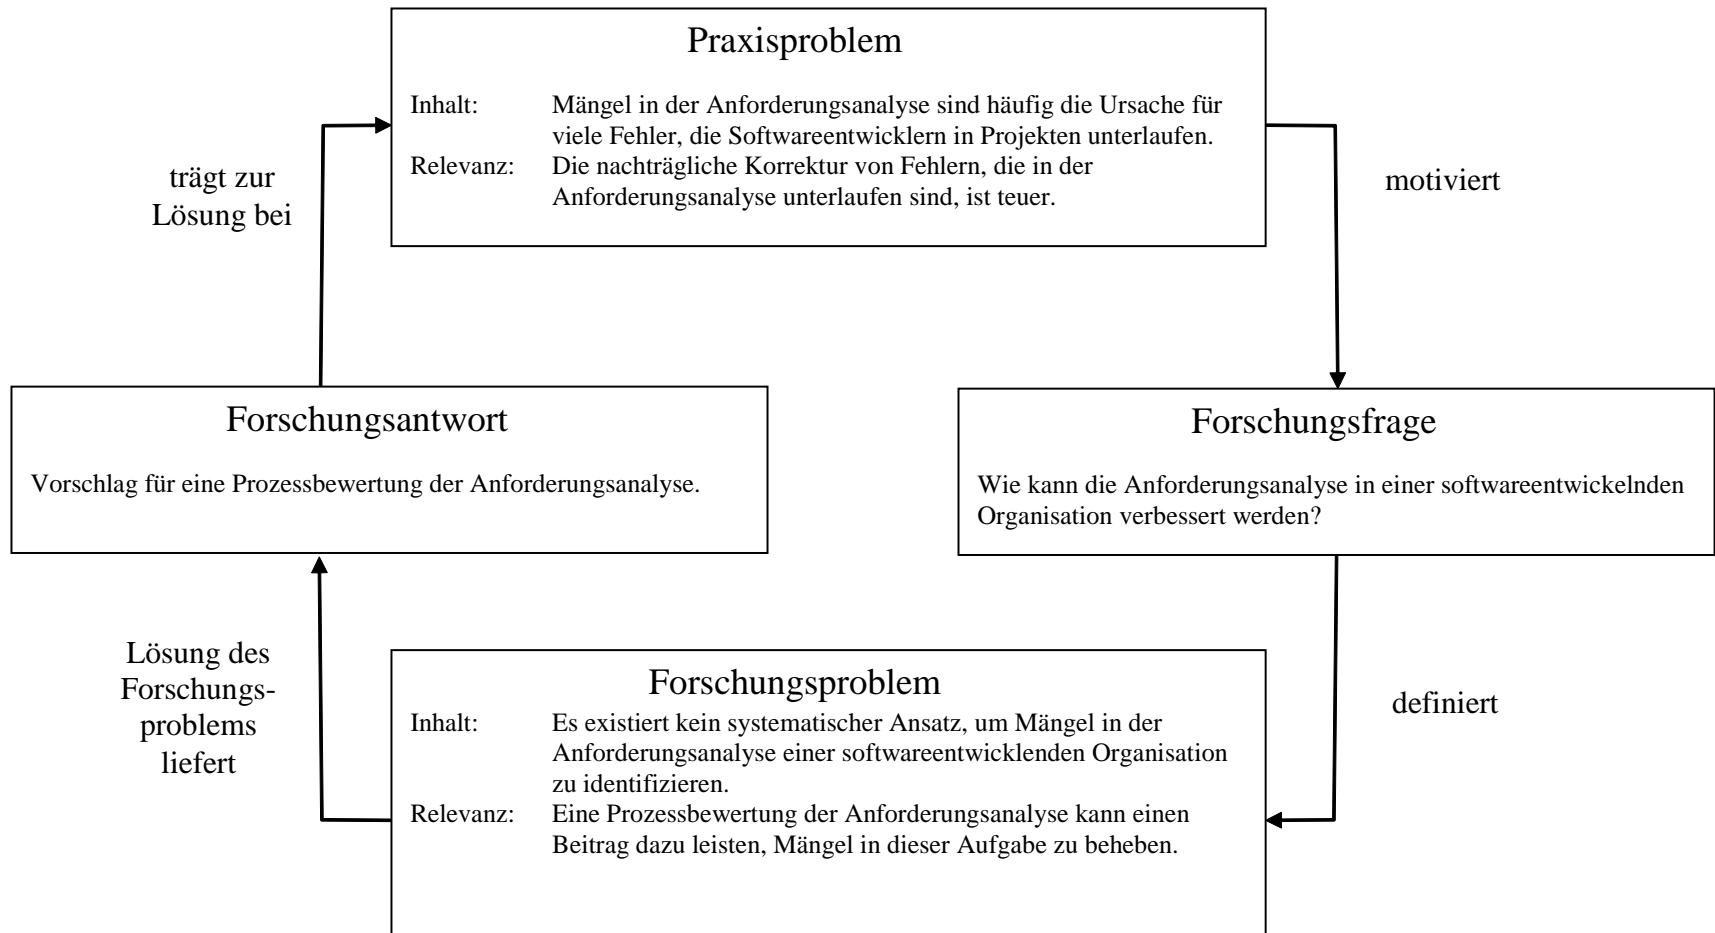 Praxisproblem
Inhalt: Mängel in der Anforderungsanalyse sind häufig die Ursache für
viele Fehler, die Softwareentwicklern in Projekten unterlaufen.
Relevanz: Die nachträgliche Korrektur von Fehlern, die in der
Anforderungsanalyse unterlaufen sind, ist teuer.
trägt zur
Lösung bei
motiviert
Forschungsantwort
Vorschlag für eine Prozessbewertung der Anforderungsanalyse.
Forschungsfrage
Wie kann die Anforderungsanalyse in einer softwareentwickelnden
Organisation verbessert werden?
Lösung des
Forschungs-
problems
liefert
definiert
Forschungsproblem
Inhalt: Es existiert kein systematischer Ansatz, um Mängel in der
Anforderungsanalyse einer softwareentwicklenden Organisation
zu identifizieren.
Relevanz: Eine Prozessbewertung der Anforderungsanalyse kann einen
Beitrag dazu leisten, Mängel in dieser Aufgabe zu beheben.